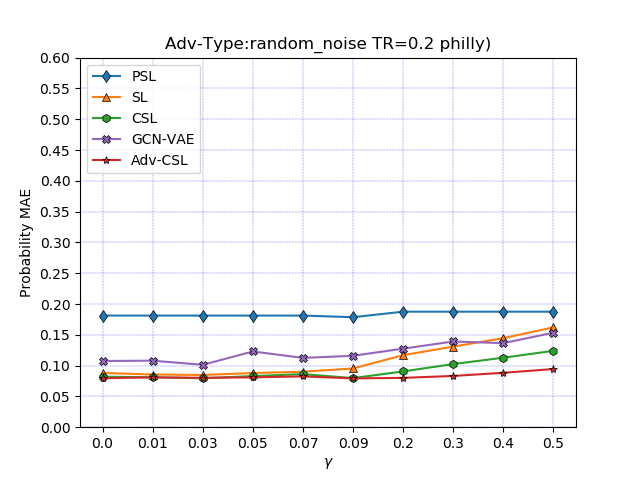 Adv-Type:random_noise TR=0.2 philly)
0.60
0.55
0.50
0.45
0.40
0.35
0.30
0.25
0.20
0.15
0.10
0.05
0.00
Probability MAE
PSL
SL
CSL
GCN-VAE
Adv-CSL
0.0 0.01 0.03 0.05 0.07 0.09 0.2 0.3 0.4 0.5
γ